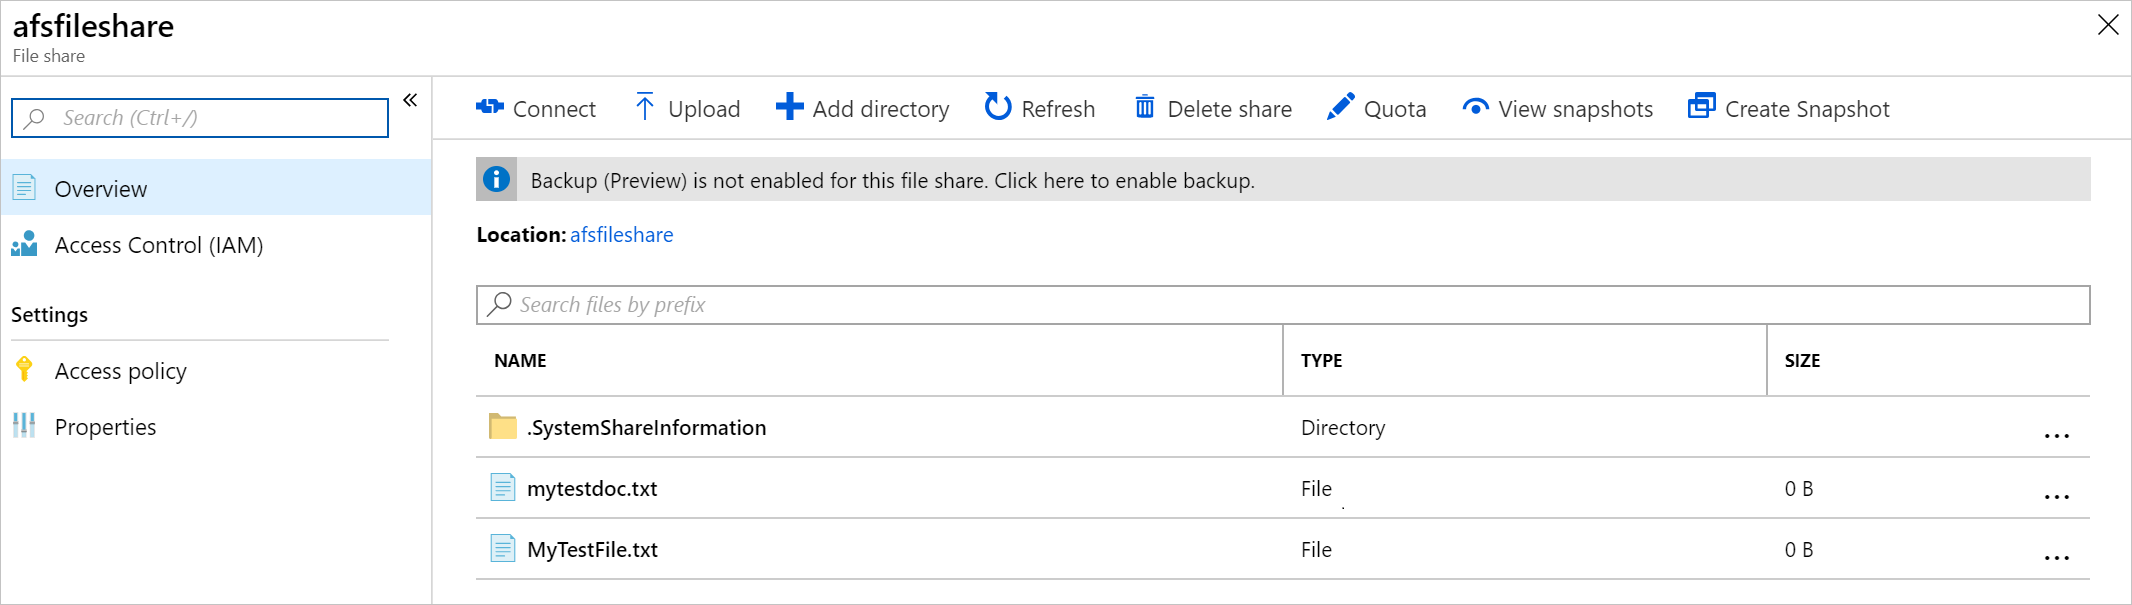 afsfileshare
File share
Search (Ctrl+/)
Overview
Access Control (IAM)
Settings
Access policy
Properties
Connect Upload Add directory Refresh Delete share Quota View snapshots Create Snapshot
Backup (Preview) is not enabled for this file share. Click here to enable backup.
Location: afsfileshare
Search files by prefix
NAME TYPE SIZE
.SystemShareInformation Directory ...
mytestdoc.txt File 0 B ...
MyTestFile.txt File 0 B ...